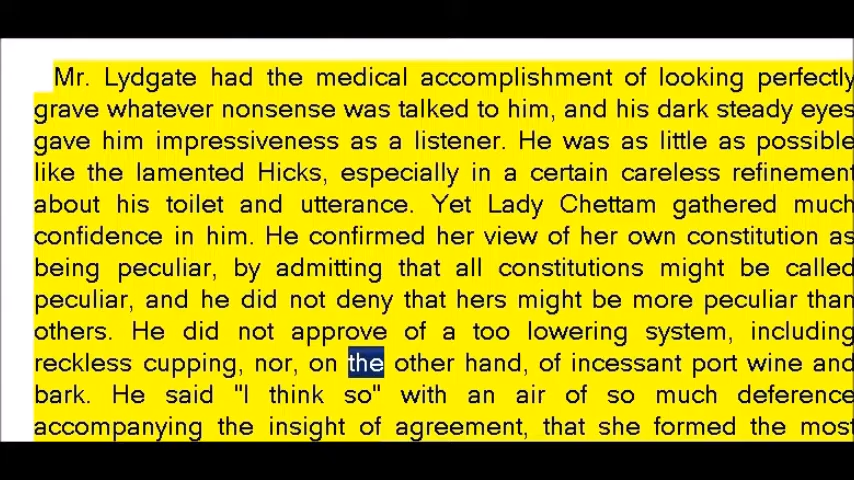 Mr. Lydgate had the medical accomplishment of looking perfectly
grave whatever nonsense was talked to him, and his dark steady eyes
gave him impressiveness as a listener. He was as little as possible
like the lamented Hicks, especially in a certain careless refinement
about his toilet and utterance. Yet Lady Chettam gathered much
confidence in him. He confirmed her view of her own constitution as
being peculiar, by admitting that all constitutions might be called
peculiar, and he did not deny that hers might be more peculiar than
others. He did not approve of a too lowering system, including
reckless cupping, nor, on the other hand, of incessant port wine and
bark. He said "I think so" with an air of so much deference
accompanying the insight of agreement, that she formed the most